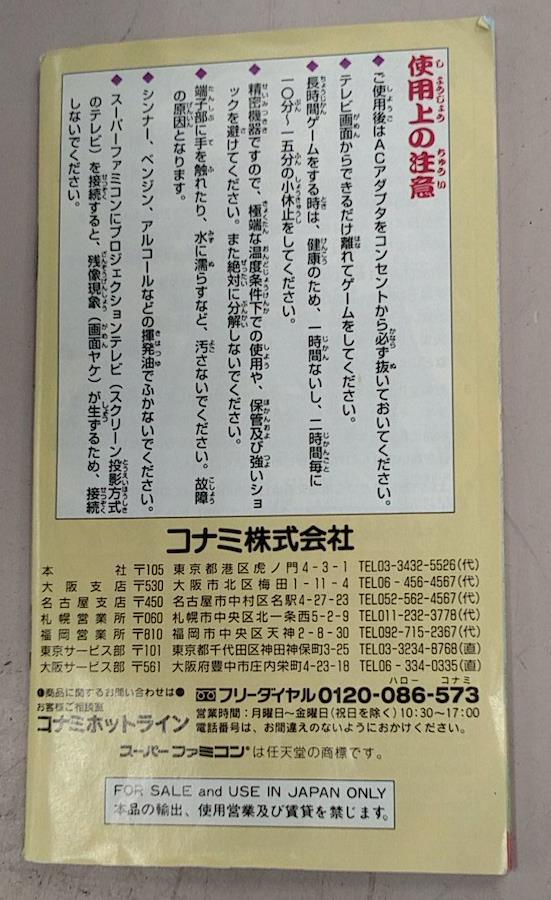 使用上の注意
◆ご使用後はACアダプタをコンセントから必ず抜いておいてください。
◆テレビ画面からできるだけ離れてゲームをしてください。
◆長時間ゲームをする時は、健康のため、一時間ないし、二時間毎に
一〇分〜一五分の小休止をしてください。
◆精密機器ですので、極端な温度条件下での使用や、保管及び強いショ
ックを避けてください。また絶対に分解しないでください。
◆端子部に手を触れたり、水に濡らすなど、汚さないでください。故障
の原因となります。
◆シンナー、ベンジン、アルコールなどの揮発油でふかないでください。
◆スーパーファミコンにプロジェクションテレビ（スクリーン投影方式
のテレビ）を接続すると、残像現象（画面ヤケ）が生ずるため、接続
しないでください。
コナミ株式会社
本社 〒105 東京都港区虎ノ門4-3-1 TEL03-3432-5526(代)
大阪支店 〒530 大阪市北区梅田1-11-4 TEL06-456-4567(代)
名古屋支店 〒450 名古屋市中村区名駅4-27-23 TEL052-562-4567(代)
札幌営業所 〒060 札幌市中央区北一条西5-2-9 TEL011-232-3778(代)
福岡営業所 〒810 福岡市中央区天神2-8-30 TEL092-715-2367(代)
東京サービス部 〒101 東京都千代田区神田神保町3-25 TEL03-3234-8768(直)
大阪サービス部 〒561 大阪府豊中市庄内栄町4-23-18 TEL06-334-0335(直)
●商品に関するお問い合わせは●
お客様ご相談室
コナミホットライン
ハロー コナミ
フリーダイヤル0120-086-573
営業時間：月曜日〜金曜日(祝日を除く)10:30〜17:00
電話番号は、お間違えのないようにおかけください。
スーパーファミコン®は任天堂の商標です。
FOR SALE and USE IN JAPAN ONLY
本品の輸出、使用営業及び賃貸を禁じます。